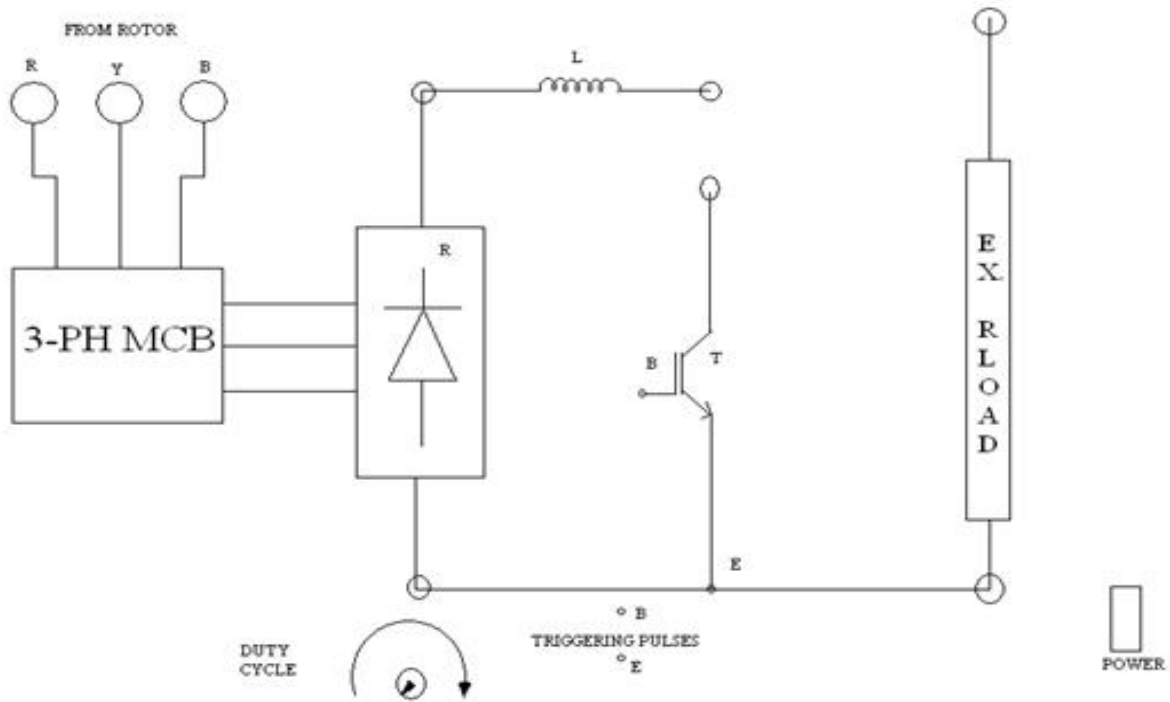 FROM ROTOR
R Y B
L
R
3-PH MCB
B T
EX. RLOAD
E
B
TRIGGERING PULSES
E
DUTY
CYCLE
POWER